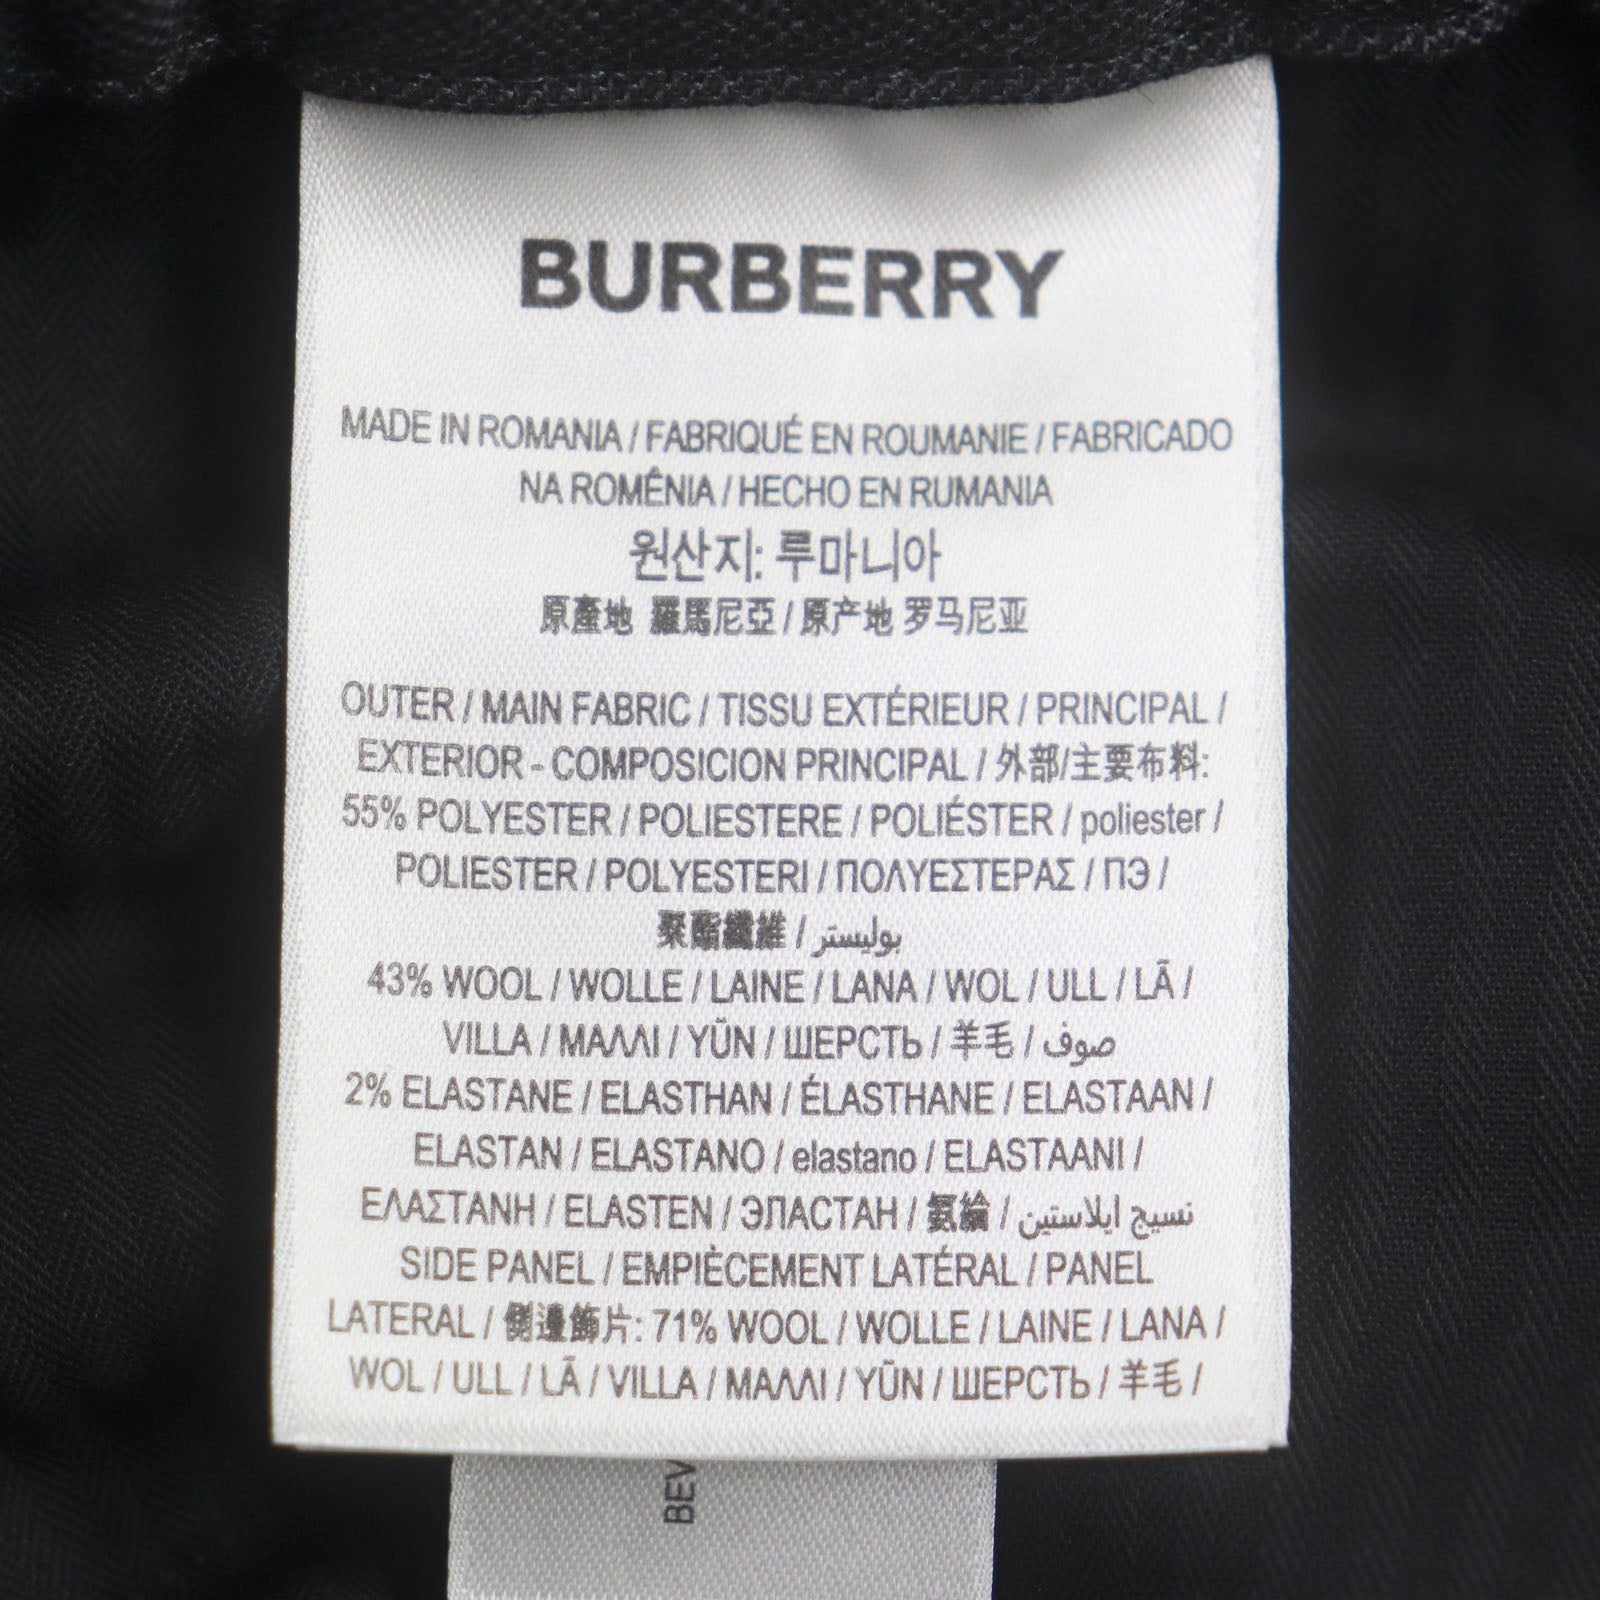 BURBERRY
MADE IN ROMANIA / FABRIQUÉ EN ROUMANIE / FABRICADO
NA ROMÊNIA / HECHO EN RUMANIA
원산지: 루마니아
原產地 羅馬尼亞 / 原产地 罗马尼亚
OUTER / MAIN FABRIC / TISSU EXTÉRIEUR / PRINCIPAL /
EXTERIOR - COMPOSICION PRINCIPAL / 外部/主要布料:
55% POLYESTER / POLIESTERE / POLIÉSTER / poliester /
POLIESTER / POLYESTERI / ΠΟΛΥΕΣΤΕΡΑΣ / ПЭ /
聚酯纖維 / بوليستر
43% WOOL / WOLLE / LAINE / LANA / WOL / ULL / LÃ /
VILLA / ΜΑΛΛΙ / YŪN / ШЕРСТЬ / 羊毛 / صوف
2% ELASTANE / ELASTHAN / ÉLASTHANE / ELASTAAN /
ELASTAN / ELASTANO / elastano / ELASTAANI /
ΕΛΑΣΤΑΝΗ / ELASTEN / ЭЛАСТАН / 氨綸 / نسيج ايلاستين
SIDE PANEL / EMPIÈCEMENT LATÉRAL / PANEL
LATERAL / 側邊飾片: 71% WOOL / WOLLE / LAINE / LANA /
WOL / ULL / LÃ / VILLA / ΜΑΛΛΙ / YŪN / ШЕРСТЬ / 羊毛 /
BEV